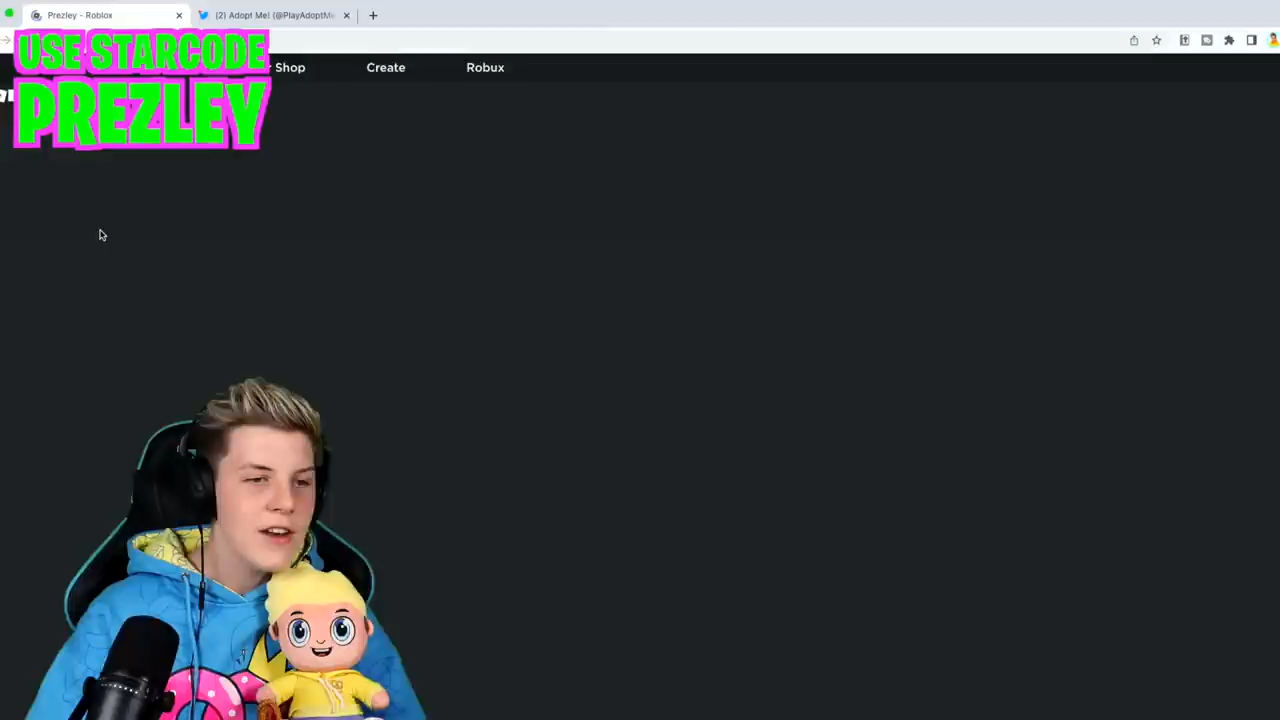 Prezley - Roblox
(2) Adopt Me! (@PlayAdoptMe
USE STARCODE
PREZLEY
Shop
Create
Robux